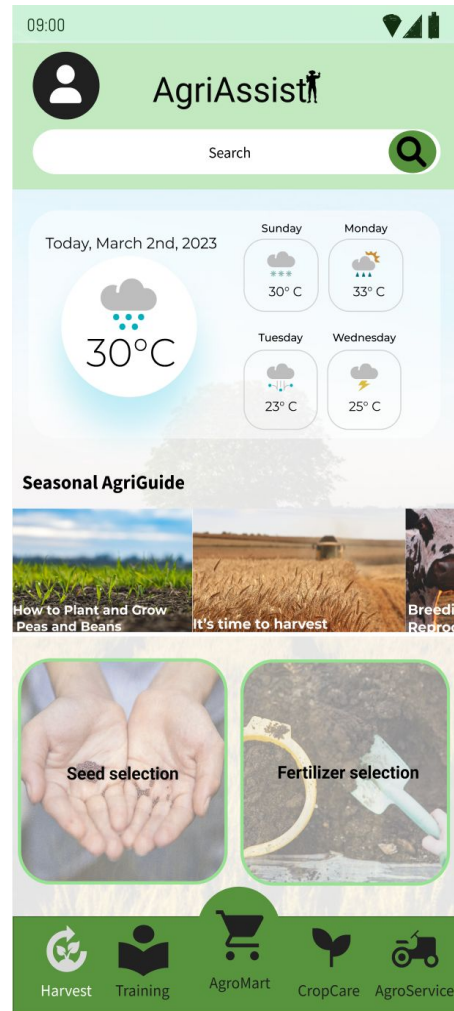 09:00
AgriAssist
Search
Today, March 2nd, 2023
30°C
Sunday
Monday
30° C
33° C
Tuesday
Wednesday
23° C
25° C
Seasonal AgriGuide
How to Plant and Grow
Peas and Beans
It's time to harvest
Breedi
Reproc
Seed selection
Fertilizer selection
Harvest
Training
AgroMart
CropCare
AgroService